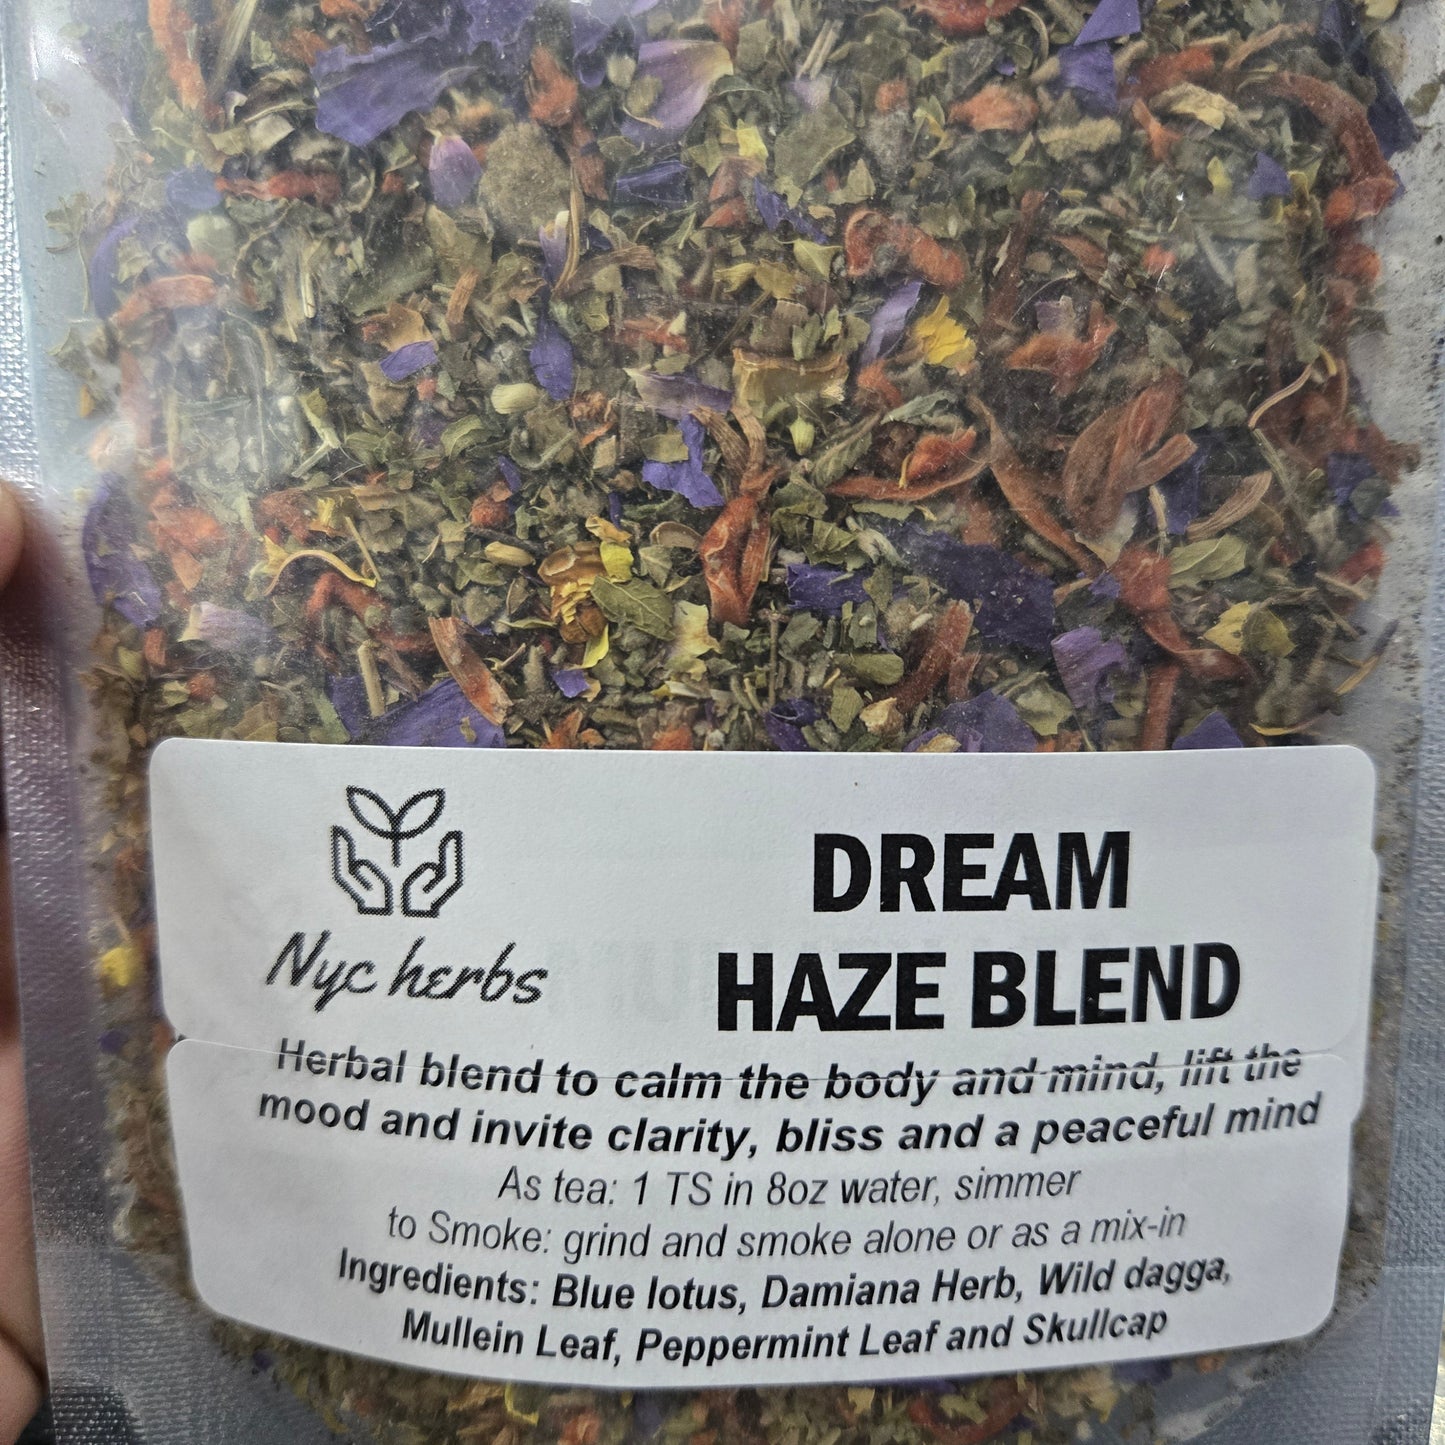 Nyc herbs
DREAM
HAZE BLEND
Herbal blend to calm the body and mind, lift the
mood and invite clarity, bliss and a peaceful mind
As tea: 1 TS in 8oz water, simmer
to Smoke: grind and smoke alone or as a mix-in
Ingredients: Blue lotus, Damiana Herb, Wild dagga,
Mullein Leaf, Peppermint Leaf and Skullcap